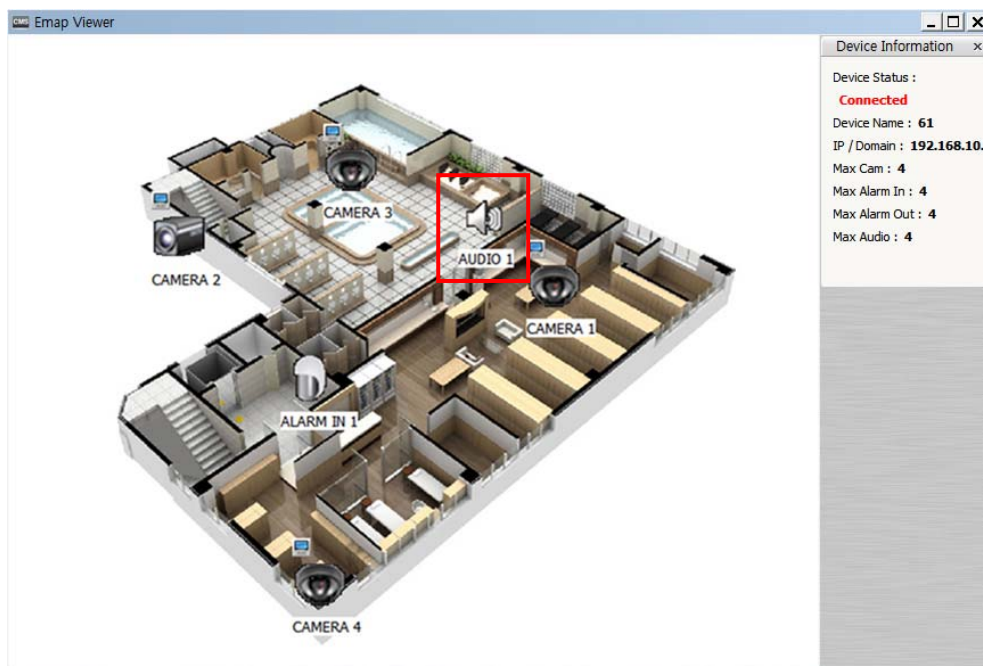 CMS Emap Viewer
Device Information
Device Status :
Connected
Device Name : 61
IP / Domain : 192.168.10.
Max Cam : 4
Max Alarm In : 4
Max Alarm Out : 4
Max Audio : 4
CAMERA 3
AUDIO 1
CAMERA 2
CAMERA 1
ALARM IN 1
CAMERA 4